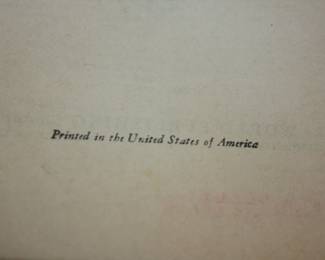 Printed in the United States of America